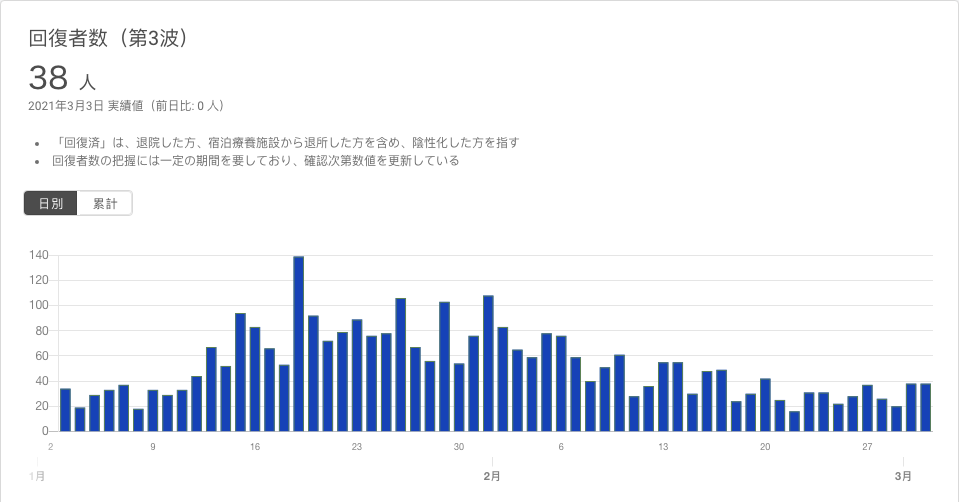 回復者数（第3波）
38 人
2021年3月3日 実績値（前日比: 0 人）
• 「回復済」は、退院した方、宿泊療養施設から退所した方を含め、陰性化した方を指す
• 回復者数の把握には一定の期間を要しており、確認次第数値を更新している
日別 累計
140
120
100
80
60
40
20
0
2 9 16 23 30 6 13 20 27
1月 2月 3月